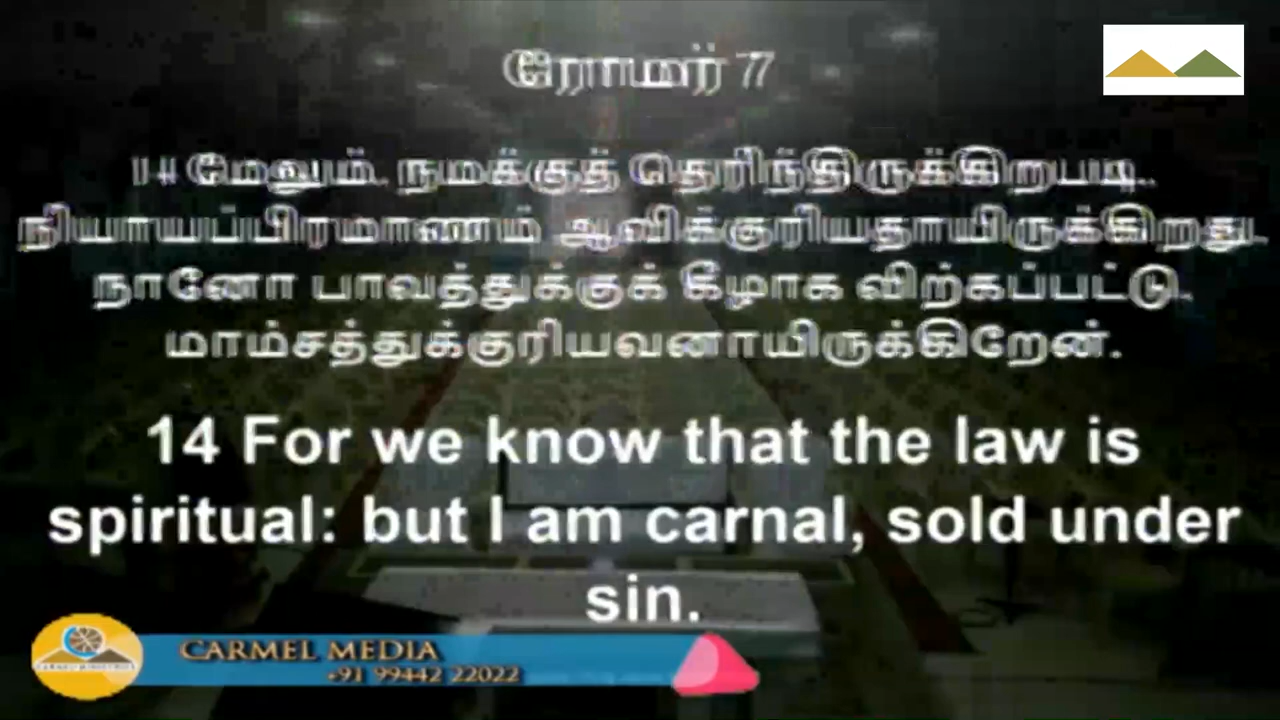 ரோமர் 7
14 மேலும், நமக்குத் தெரிந்திருக்கிறபடி,
நியாயப்பிரமாணம் ஆவிக்குரியதாயிருக்கிறது,
நானோ பாவத்துக்குக் கீழாக விற்கப்பட்டு,
மாம்சத்துக்குரியவனாயிருக்கிறேன்.
14 For we know that the law is
spiritual: but I am carnal, sold under
sin.
CARMEL MEDIA
+91 99442 22022